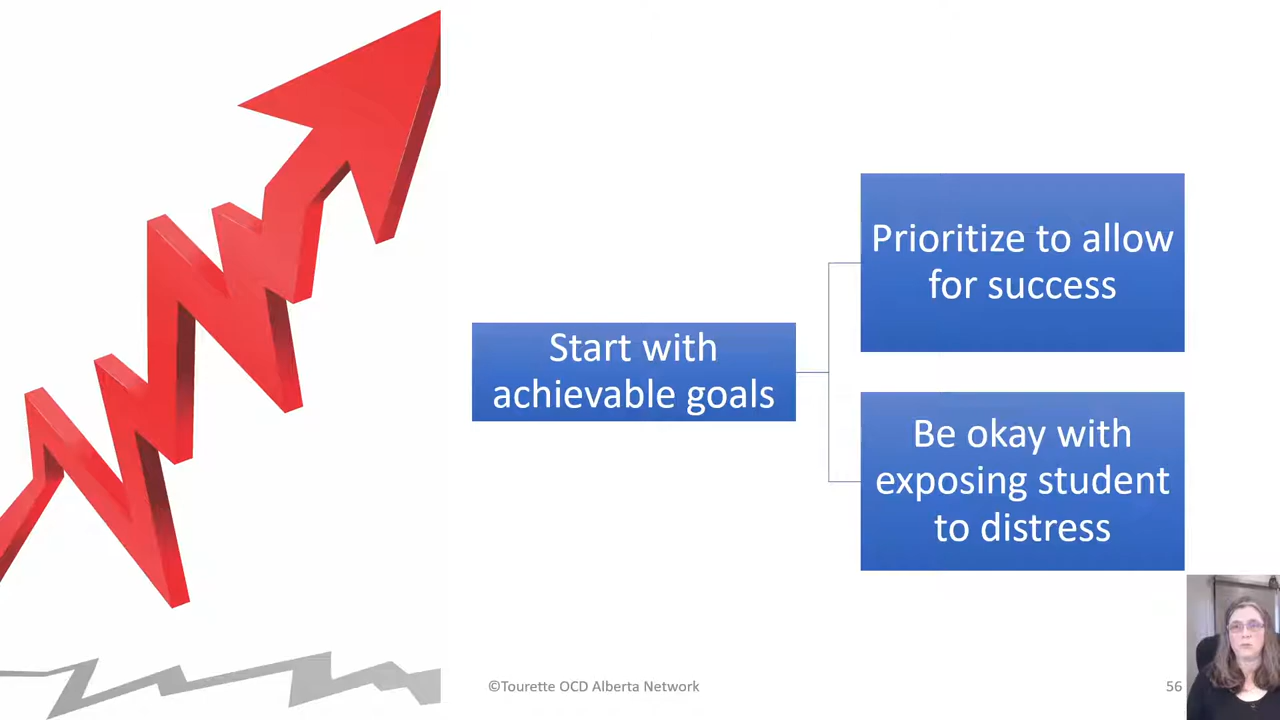 Start with
achievable goals
Prioritize to allow
for success
Be okay with
exposing student
to distress
©Tourette OCD Alberta Network
56